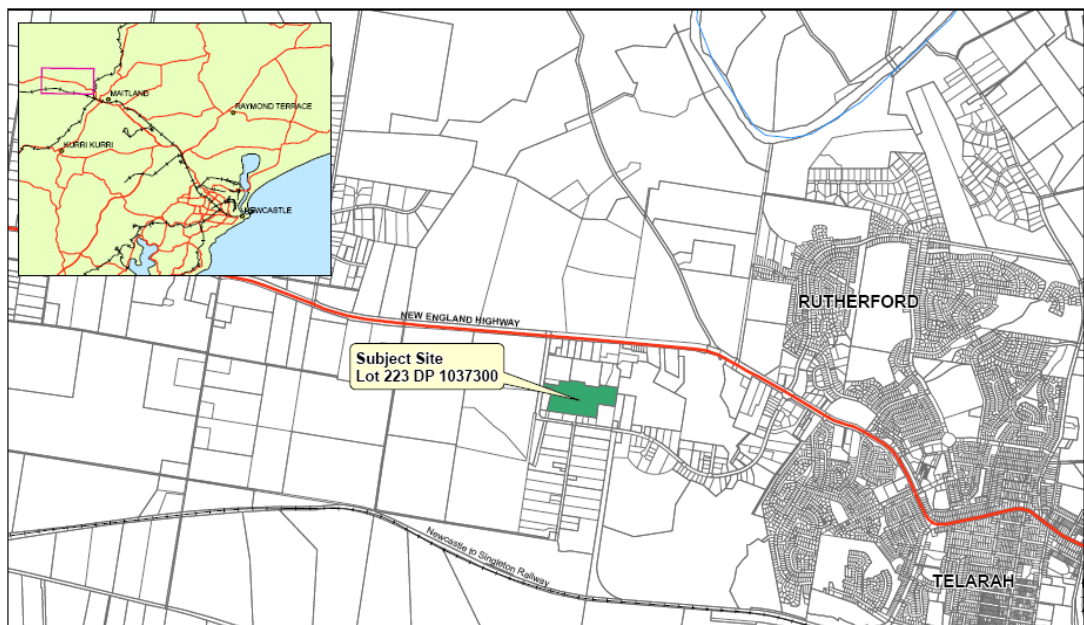 MAITLAND
RAYMOND TERRACE
KURRI KURRI
NEWCASTLE
RUTHERFORD
NEW ENGLAND HIGHWAY
Subject Site
Lot 223 DP 1037300
Newcastle to Singleton Railway
TELARAH